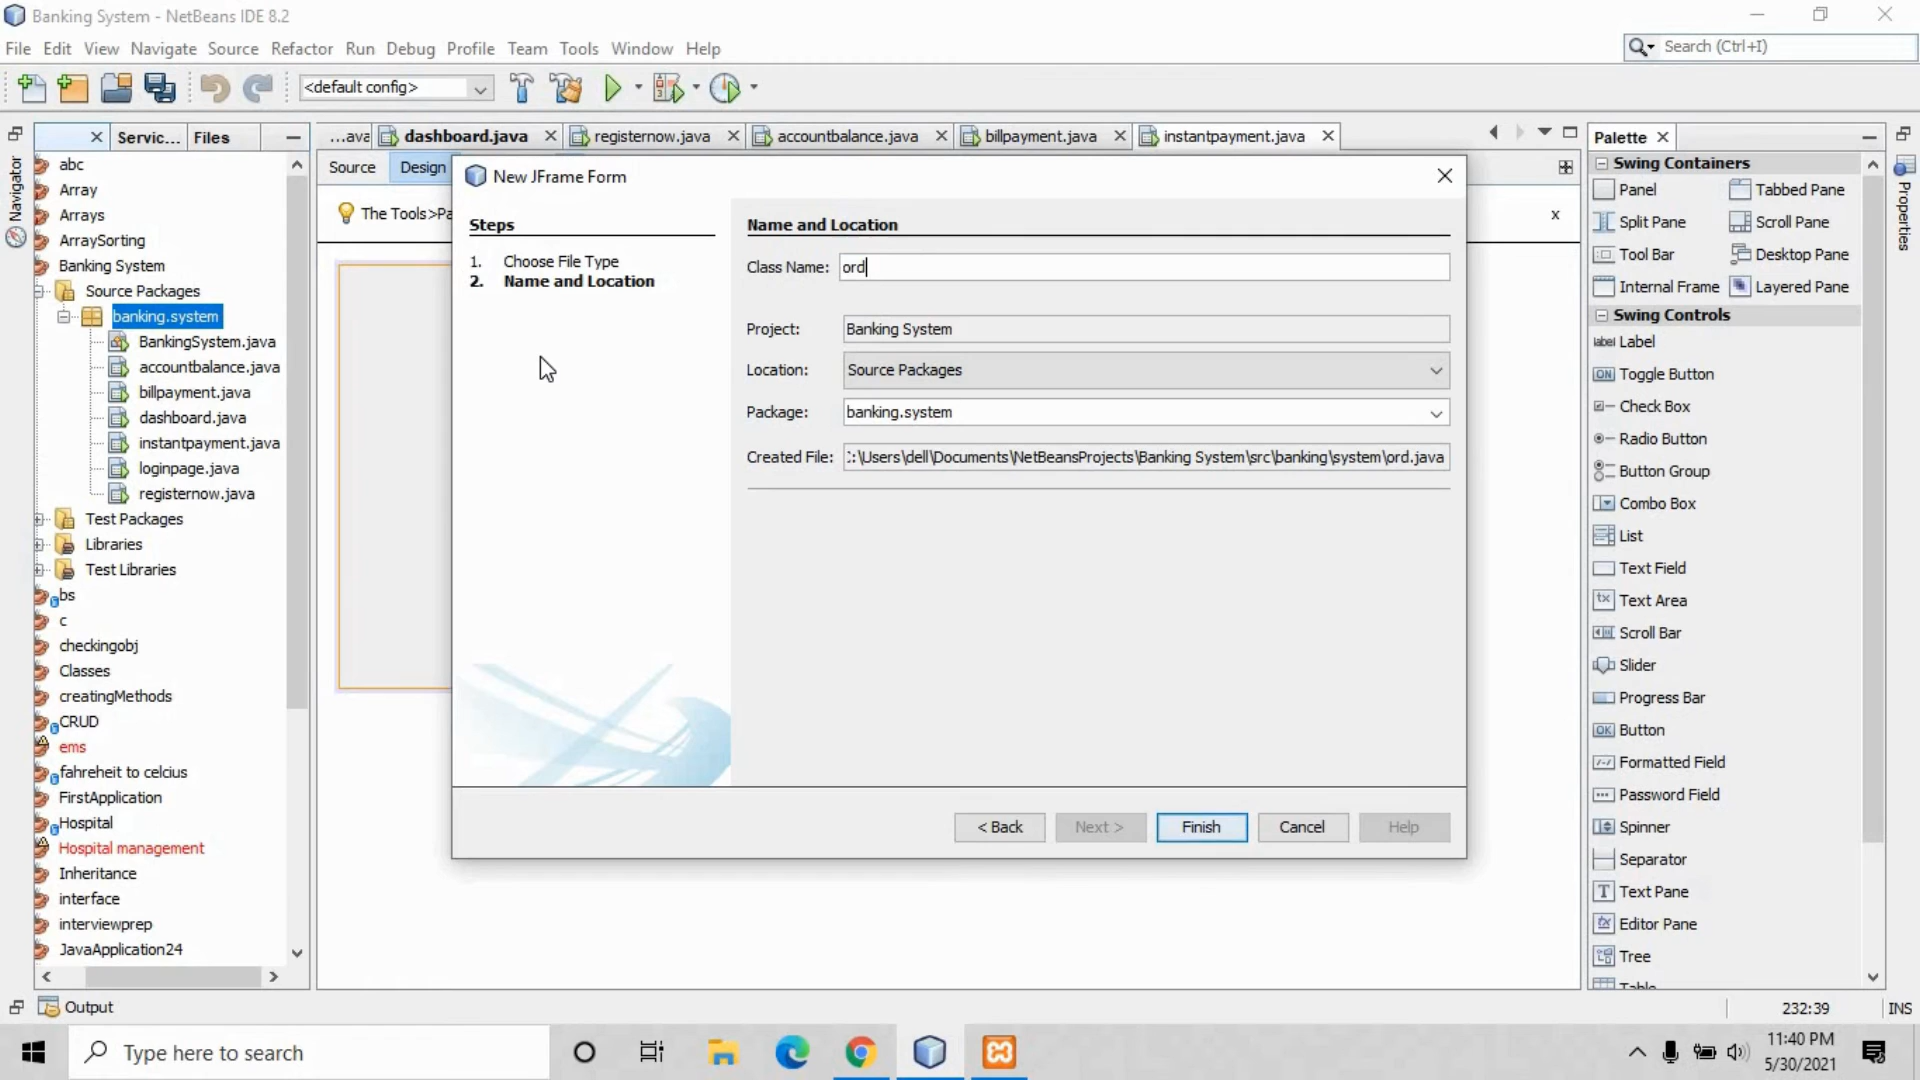 Banking System - NetBeans IDE 8.2
File Edit View Navigate Source Refactor Run Debug Profile Team Tools Window Help
Search (Ctrl+I)
<default config>
Servic... Files
...ava dashboard.java registernow.java accountbalance.java billpayment.java instantpayment.java
Palette
Navigator
Properties
Source Design
The Tools>Pa
x
abc
Array
Arrays
ArraySorting
Banking System
Source Packages
banking.system
BankingSystem.java
accountbalance.java
billpayment.java
dashboard.java
instantpayment.java
loginpage.java
registernow.java
Test Packages
Libraries
Test Libraries
bs
c
checkingobj
Classes
creatingMethods
CRUD
ems
fahreheit to celcius
FirstApplication
Hospital
Hospital management
Inheritance
interface
interviewprep
JavaApplication24
New JFrame Form
Steps
1. Choose File Type
2. Name and Location
Name and Location
Class Name: ord
Project: Banking System
Location: Source Packages
Package: banking.system
Created File: :\Users\dell\Documents\NetBeansProjects\Banking System\src\banking\system\ord.java
< Back Next > Finish Cancel Help
Swing Containers
Panel Tabbed Pane
Split Pane Scroll Pane
Tool Bar Desktop Pane
Internal Frame Layered Pane
Swing Controls
label Label
ON Toggle Button
Check Box
Radio Button
Button Group
Combo Box
List
Text Field
Text Area
Scroll Bar
Slider
Progress Bar
OK Button
Formatted Field
Password Field
Spinner
Separator
T Text Pane
Editor Pane
Tree
Table
Output
232:39 INS
Type here to search
11:40 PM
5/30/2021